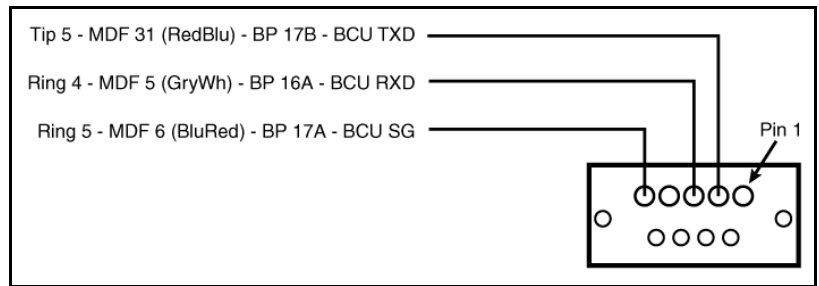 Tip 5 - MDF 31 (RedBlu) - BP 17B - BCU TXD
Ring 4 - MDF 5 (GryWh) - BP 16A - BCU RXD
Ring 5 - MDF 6 (BluRed) - BP 17A - BCU SG
Pin 1